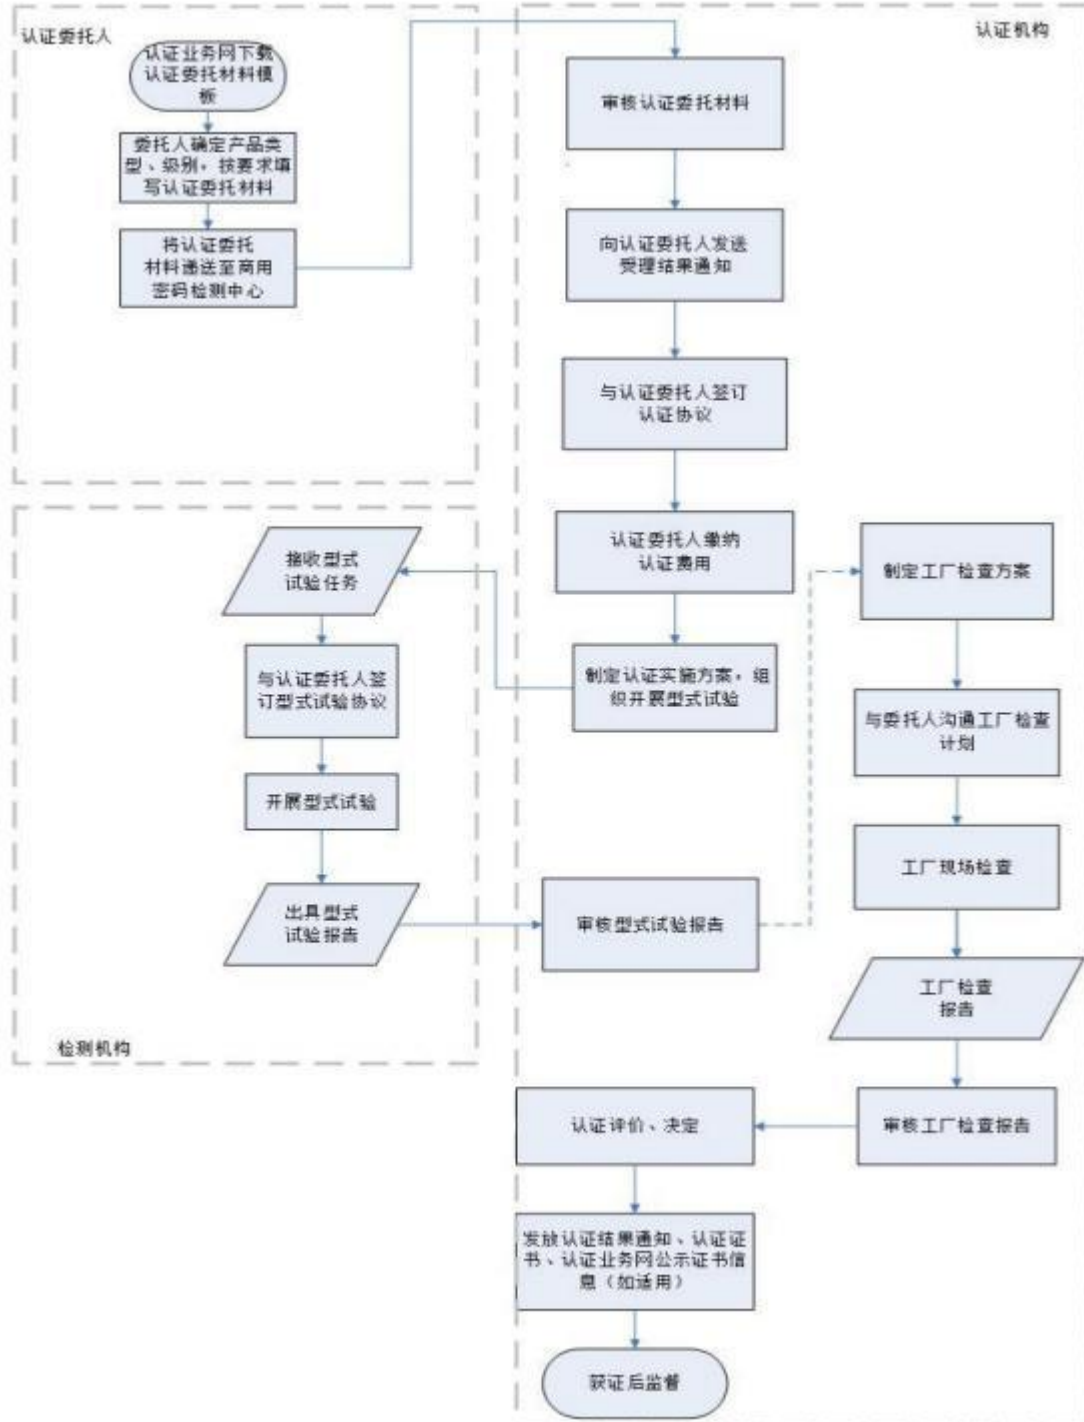 认证委托人
认证业务网下载
认证委托材料模
板
委托人确定产品类
型、级别，按要求填
写认证委托材料
将认证委托
材料递送至商用
密码检测中心
认证机构
审核认证委托材料
向认证委托人发送
受理结果通知
与认证委托人签订
认证协议
认证委托人缴纳
认证费用
制定认证实施方案，组
织开展型式试验
接收型式
试验任务
与认证委托人签
订型式试验协议
开展型式试验
出具型式
试验报告
检测机构
审核型式试验报告
制定工厂检查方案
与委托人沟通工厂检查
计划
工厂现场检查
工厂检查
报告
审核工厂检查报告
认证评价、决定
发放认证结果通知、认证证
书、认证业务网公示证书信
息（如适用）
获证后监督